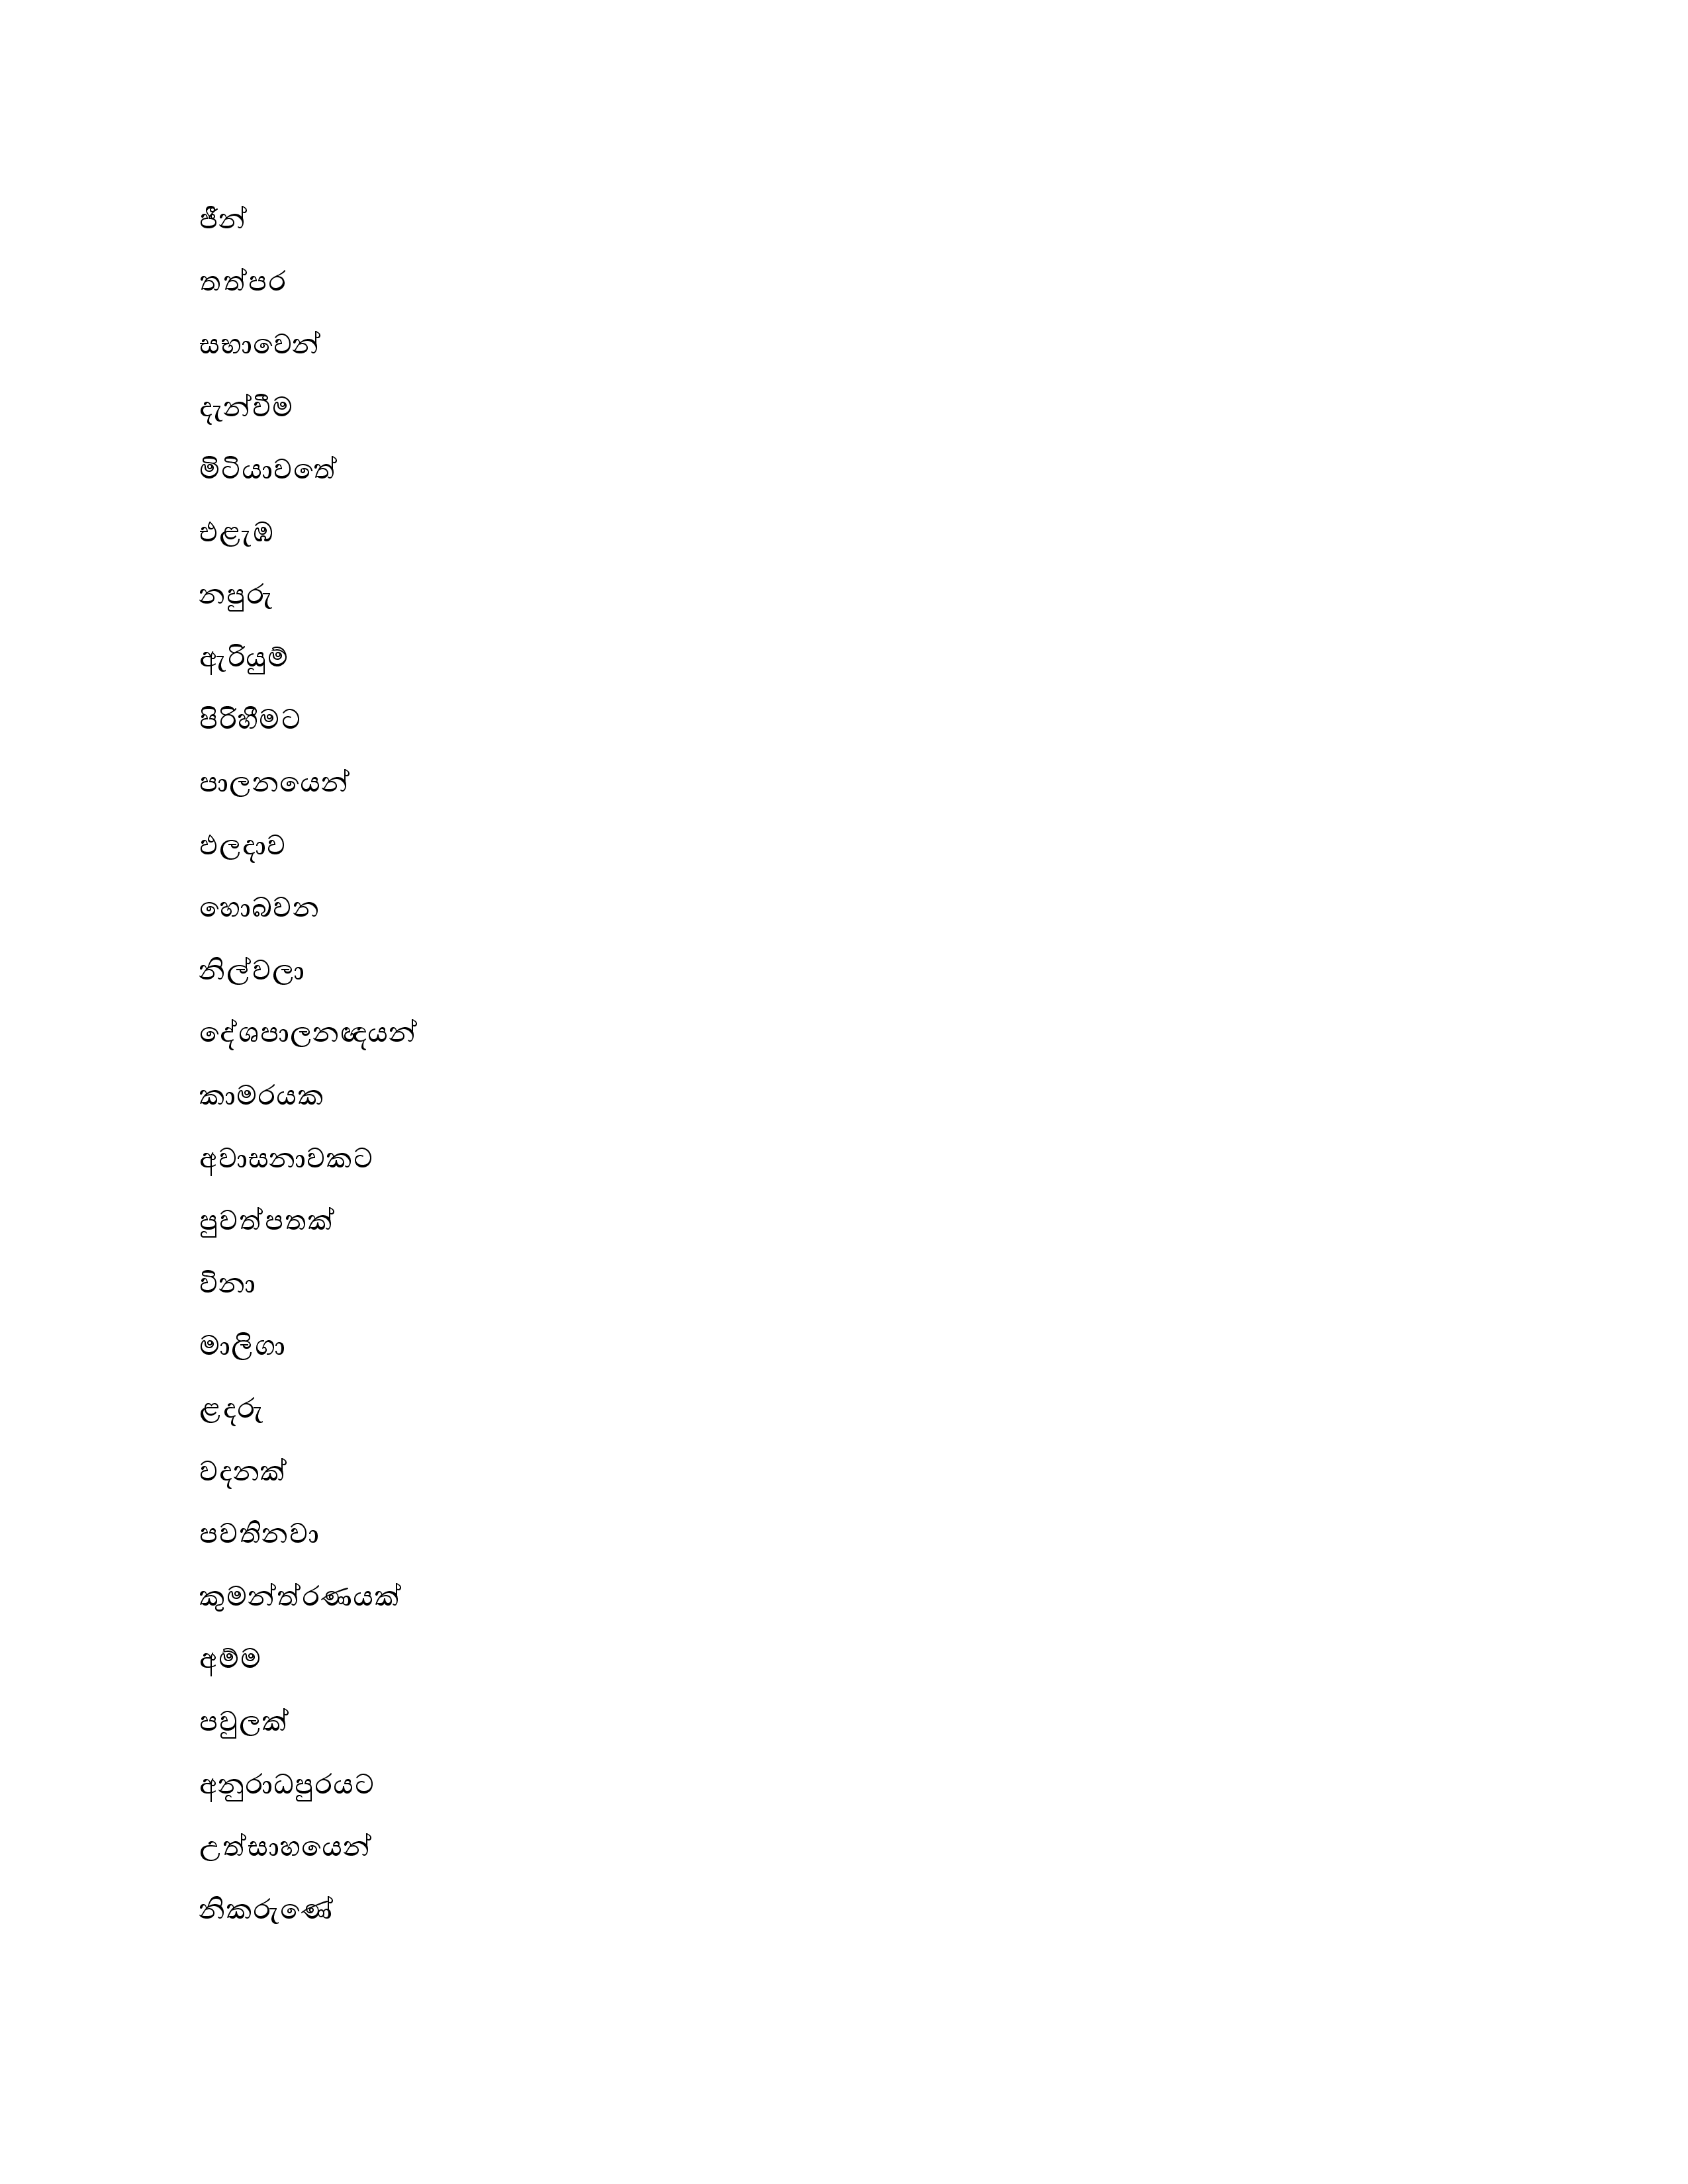 ජීන්
තත්පර
සභාවෙන්
දැන්වීම
මිටියාවතේ
එළැඹ
නපුරු
ඇරියුම්
පිරිහීමට
පාලනයෙන්
ඵලදාව
හොබවන
නිල්වලා
දේශපාලනඥයන්
කාමරයක
අවාසනාවකට
පුවත්පතක්
විනා
මාලිගා
ළදරු
වදනක්
පවතිනවා
කුමන්ත්රණයක්
අම්ම
පවුලක්
අනුරාධපුරයට
උත්සාහයෙන්
නිකරුණේ